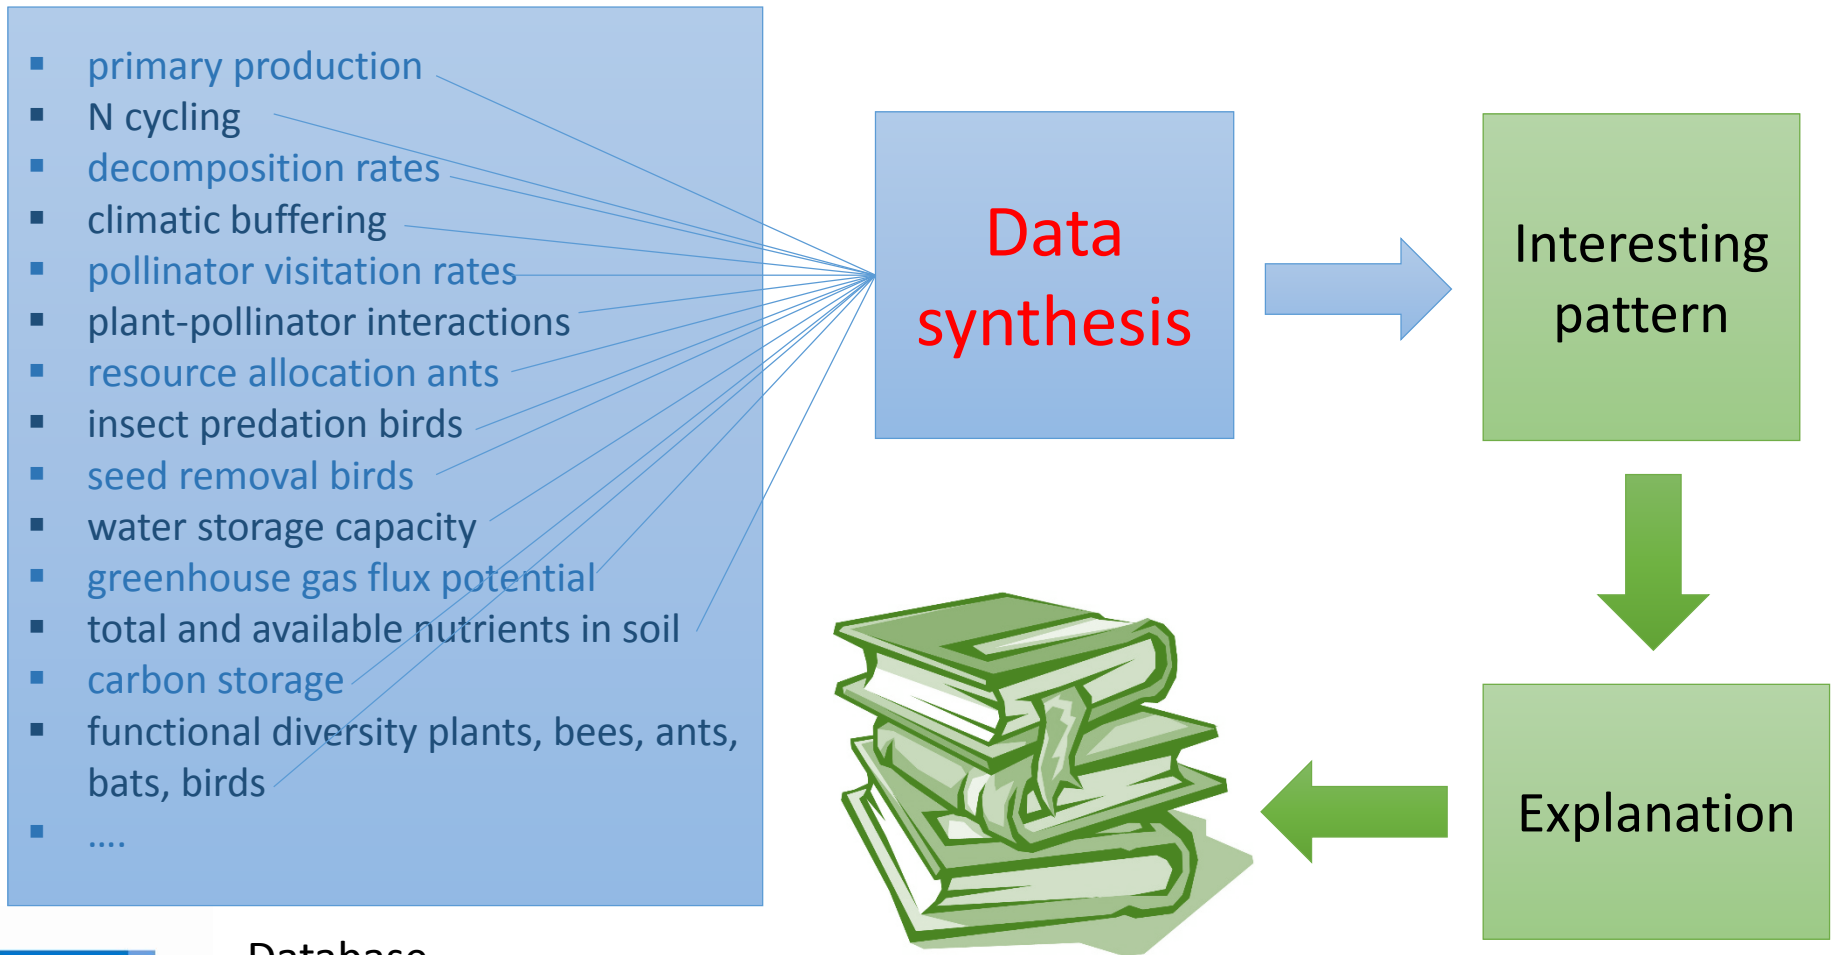 ▪ primary production
▪ N cycling
▪ decomposition rates
▪ climatic buffering
▪ pollinator visitation rates
▪ plant-pollinator interactions
▪ resource allocation ants
▪ insect predation birds
▪ seed removal birds
▪ water storage capacity
▪ greenhouse gas flux potential
▪ total and available nutrients in soil
▪ carbon storage
▪ functional diversity plants, bees, ants,
bats, birds
▪ ....
Data
synthesis
Interesting
pattern
Explanation
Database